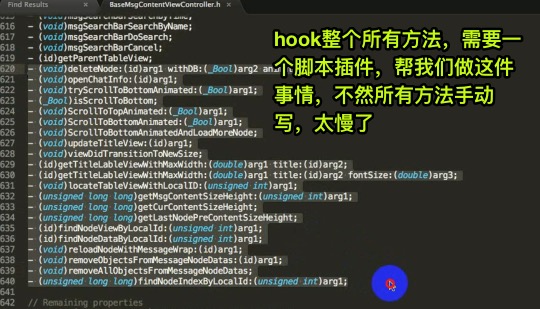 Find Results
BaseMsgContentViewController.h
615 - (void)msgSearchBarSearchByTime;
616 - (void)msgSearchBarSearchByName;
617 - (void)msgSearchBarDoSearch;
618 - (void)msgSearchBarCancel;
619 - (id)getParentTableView;
620 - (void)deleteNode:(id)arg1 withDB:(_Bool)arg2 and
621 - (void)openChatInfo:(id)arg1;
622 - (void)tryScrollToBottomAnimated:(_Bool)arg1;
623 - (_Bool)isScrollToBottom;
624 - (void)ScrollToTopAnimated:(_Bool)arg1;
625 - (void)ScrollToBottomAnimated:(_Bool)arg1;
626 - (void)ScrollToBottomAnimatedAndLoadMoreNode;
627 - (void)updateTitleView:(id)arg1;
628 - (void)viewDidTransitionToNewSize;
629 - (id)getTitleLableViewWithMaxWidth:(double)arg1 title:(id)arg2;
630 - (id)getTitleLableViewWithMaxWidth:(double)arg1 title:(id)arg2 fontSize:(double)arg3;
631 - (void)locateTableViewWithLocalID:(unsigned int)arg1;
632 - (unsigned long long)getMsgContentSizeHeight:(unsigned int)arg1;
633 - (unsigned long long)getCurContentSizeHeight;
634 - (unsigned long long)getLastNodePreContentSizeHeight;
635 - (id)findNodeViewByLocalId:(unsigned int)arg1;
636 - (id)findNodeDataByLocalId:(unsigned int)arg1;
637 - (void)reloadNodeWithMessageWrap:(id)arg1;
638 - (void)removeObjectsFromMessageNodeDatas:(id)arg1;
639 - (void)removeAllObjectsFromMessageNodeDatas;
640 - (unsigned long long)findNodeIndexByLocalId:(unsigned int)arg1;
641
642 // Remaining properties
hook整个所有方法，需要一
个脚本插件，帮我们做这件
事情，不然所有方法手动
写，太慢了